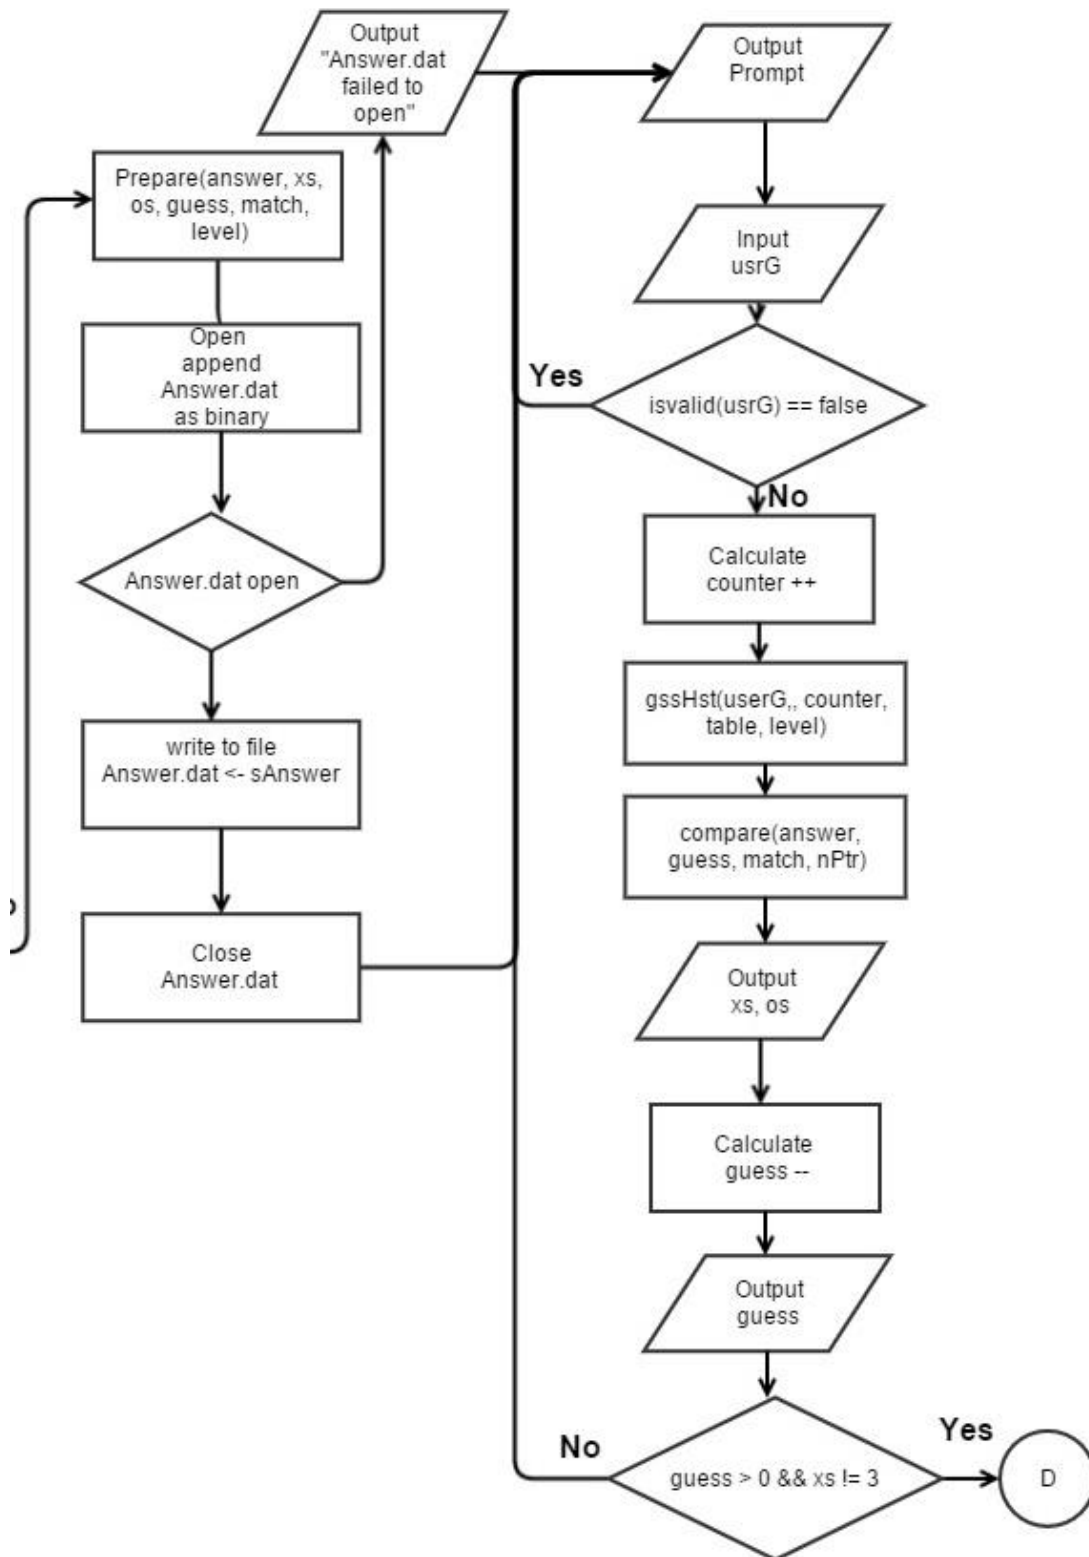 Output
"Answer.dat
failed to
open"
Prepare(answer, xs,
os, guess, match,
level)
Open
append
Answer.dat
as binary
Answer.dat open
write to file
Answer.dat <- sAnswer
Close
Answer.dat
Output
Prompt
Input
usrG
Yes
isvalid(usrG) == false
No
Calculate
counter ++
gssHst(userG,, counter,
table, level)
compare(answer,
guess, match, nPtr)
Output
xs, os
Calculate
guess --
Output
guess
No
guess > 0 && xs != 3
Yes
D